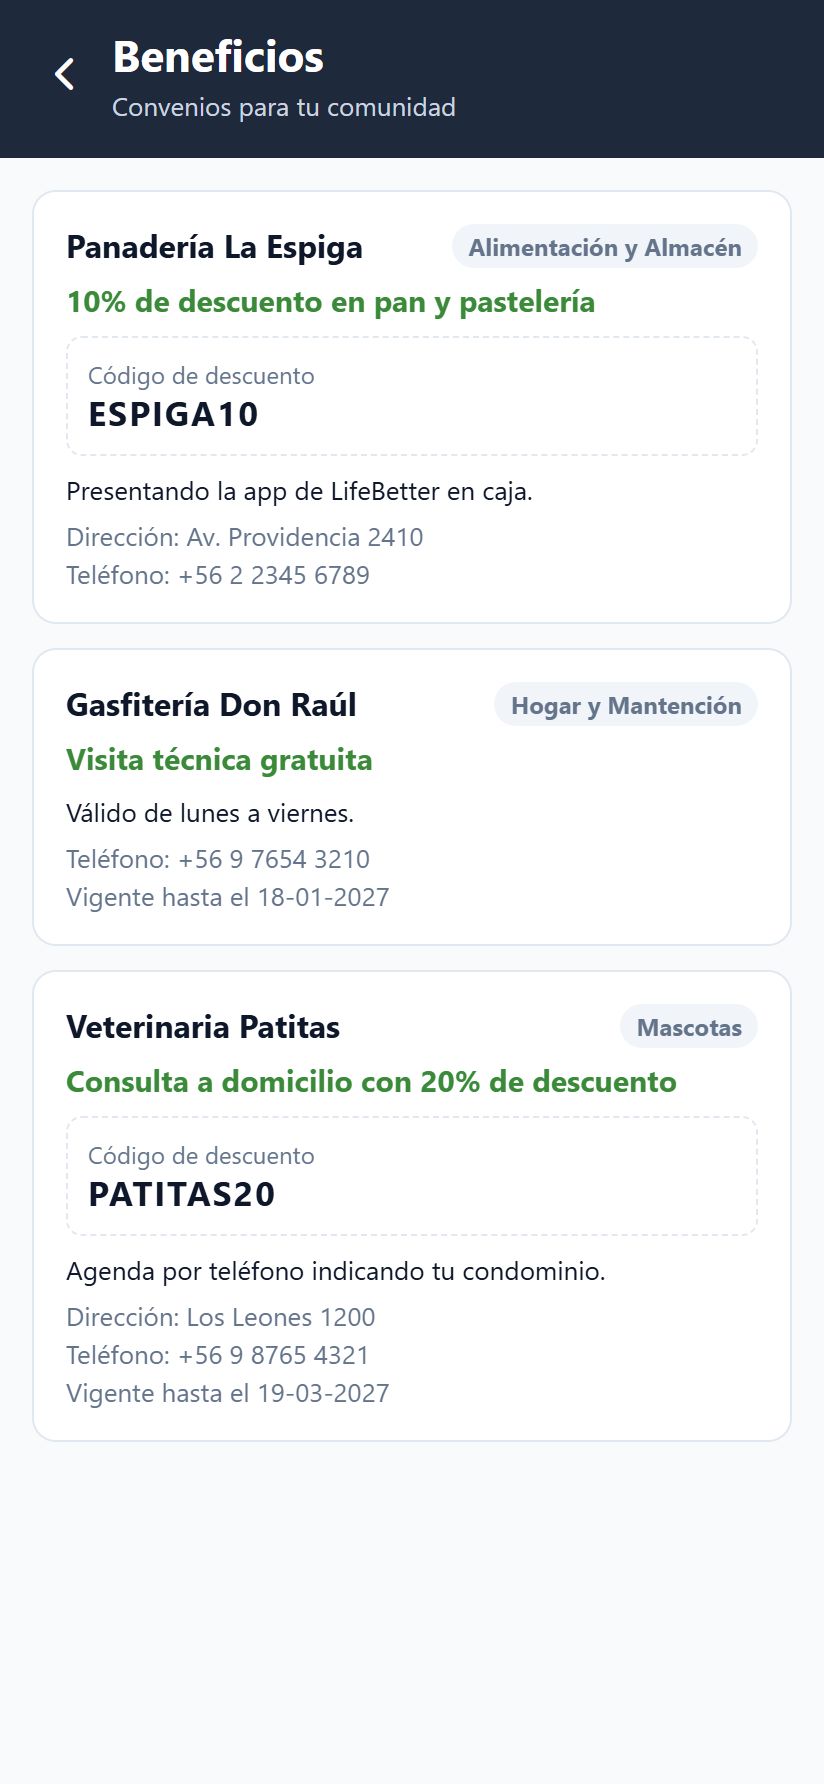 Beneficios
Convenios para tu comunidad
Panadería La Espiga
Alimentación y Almacén
10% de descuento en pan y pastelería
Código de descuento
ESPIGA10
Presentando la app de LifeBetter en caja.
Dirección: Av. Providencia 2410
Teléfono: +56 2 2345 6789
Gasfitería Don Raúl
Hogar y Mantención
Visita técnica gratuita
Válido de lunes a viernes.
Teléfono: +56 9 7654 3210
Vigente hasta el 18-01-2027
Veterinaria Patitas
Mascotas
Consulta a domicilio con 20% de descuento
Código de descuento
PATITAS20
Agenda por teléfono indicando tu condominio.
Dirección: Los Leones 1200
Teléfono: +56 9 8765 4321
Vigente hasta el 19-03-2027